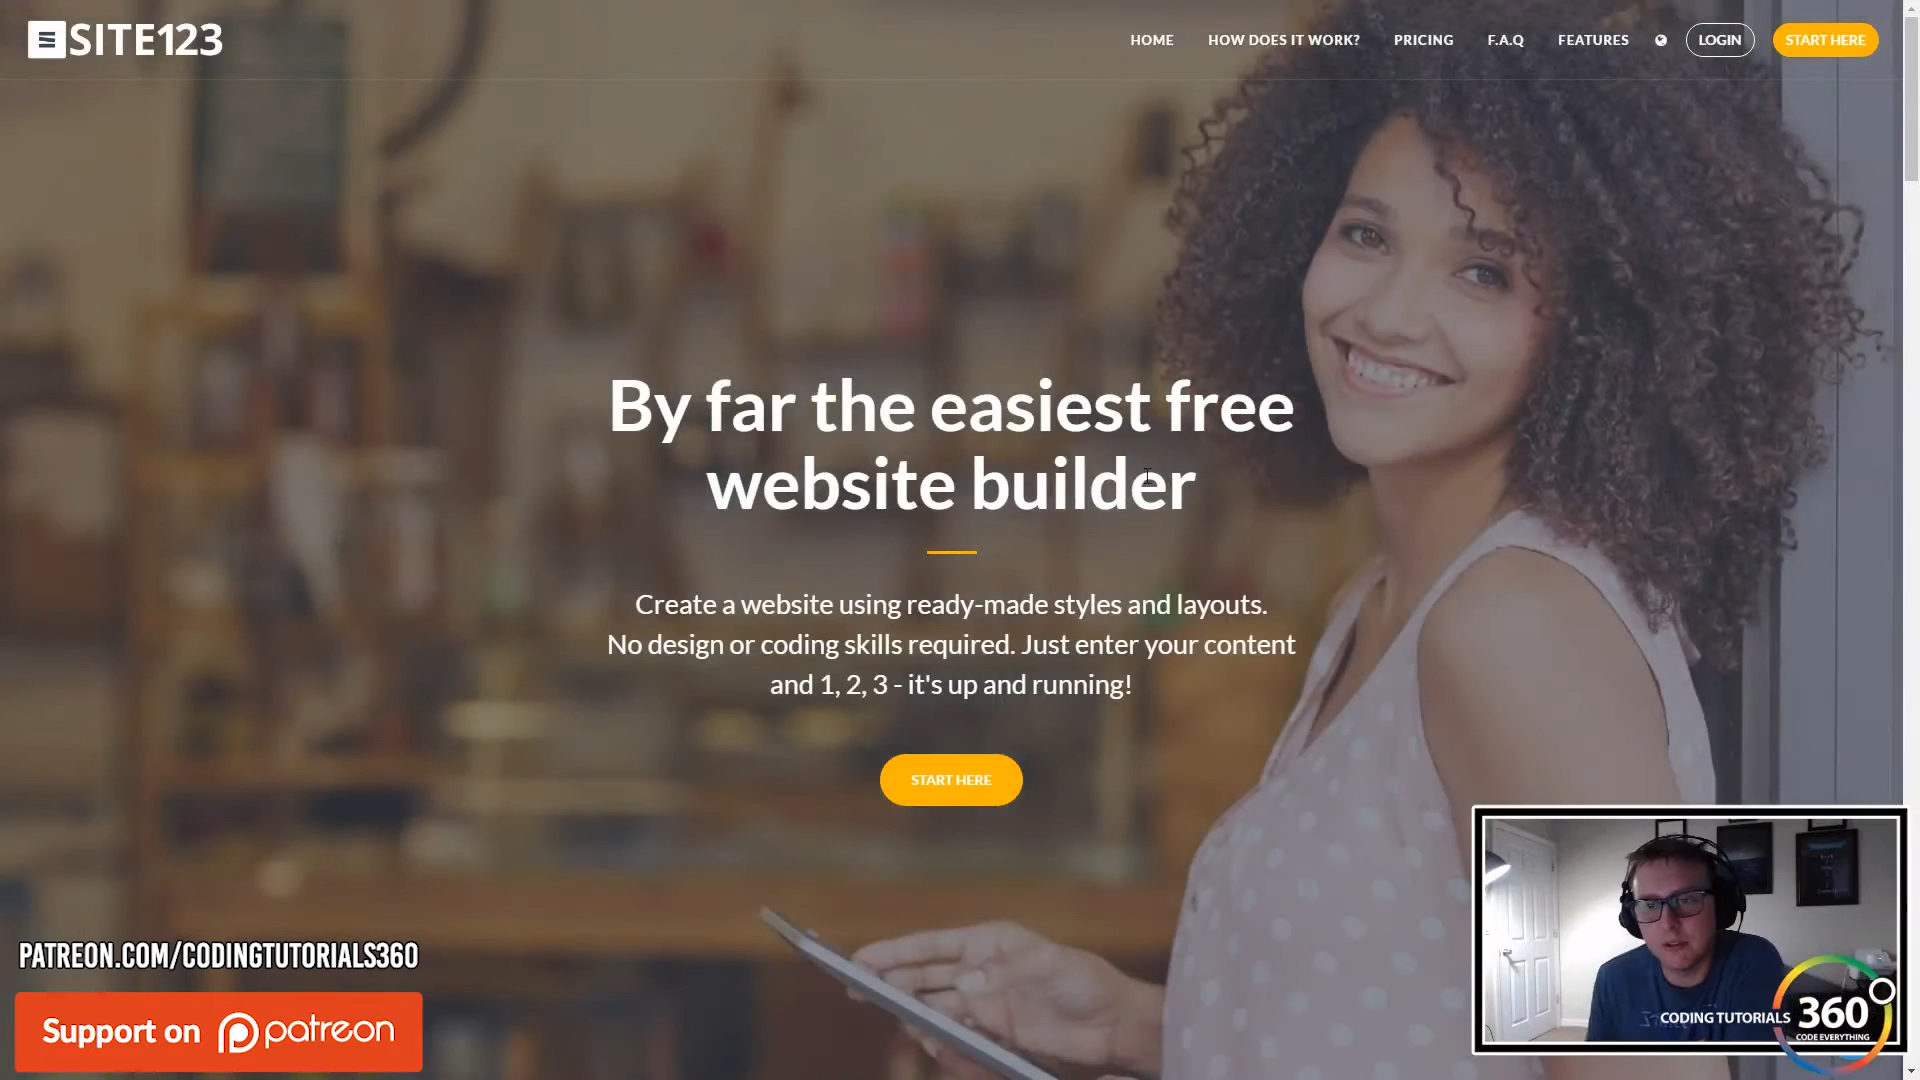 SITE123
HOME
HOW DOES IT WORK?
PRICING
F.A.Q
FEATURES
LOGIN
START HERE
By far the easiest free
website builder
Create a website using ready-made styles and layouts.
No design or coding skills required. Just enter your content
and 1, 2, 3 - it's up and running!
START HERE
PATREON.COM/CODINGTUTORIALS360
Support on patreon
CODING TUTORIALS 360
CODE EVERYTHING